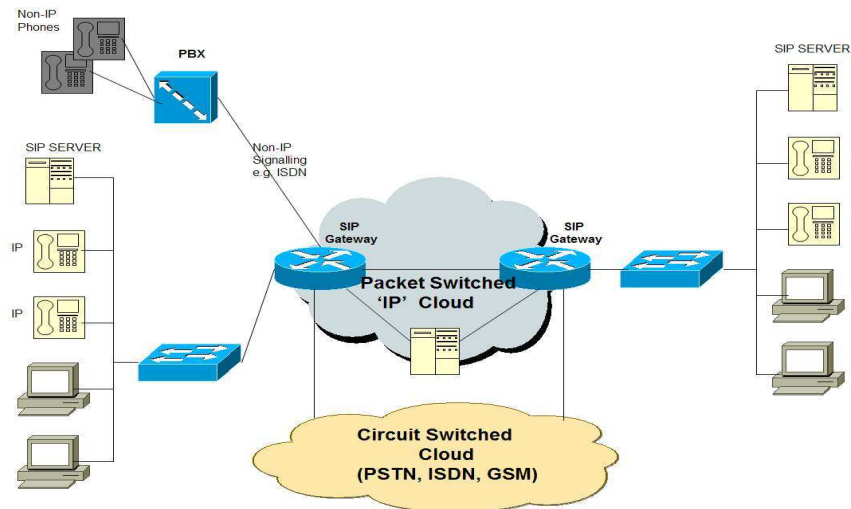 Non-IP
Phones
PBX
SIP SERVER
SIP SERVER
Non-IP
Signalling
e.g. ISDN
SIP
Gateway
SIP
Gateway
IP
IP
Packet Switched
‘IP’ Cloud
Circuit Switched
Cloud
(PSTN, ISDN, GSM)